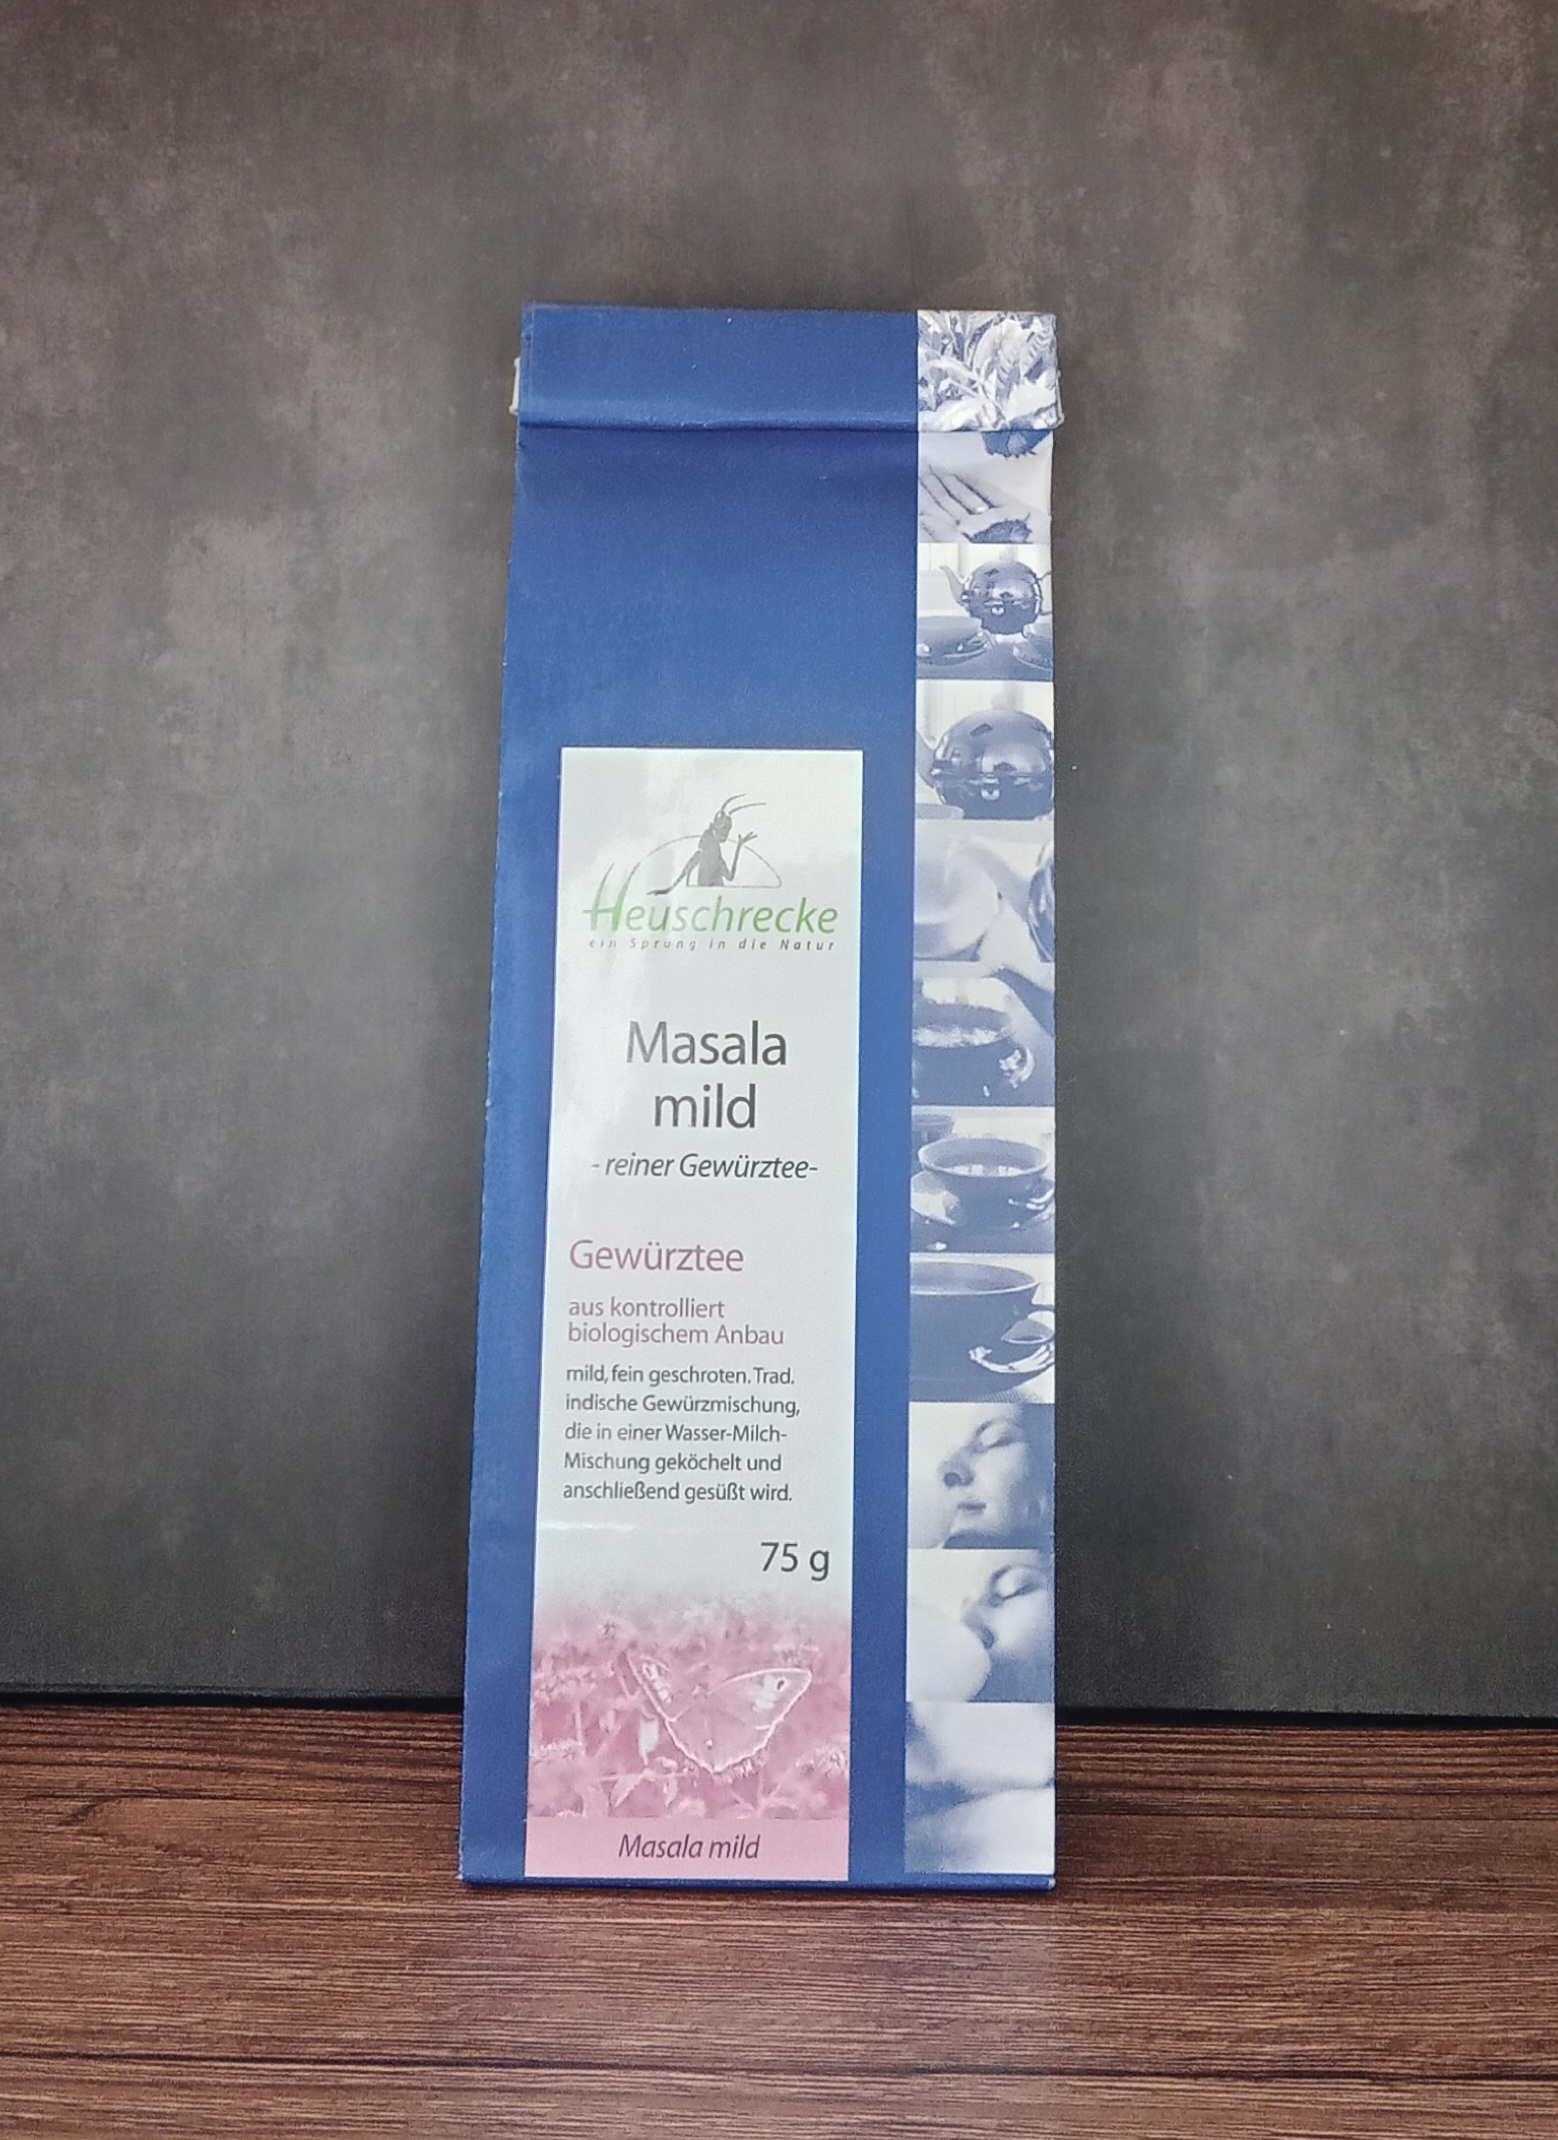 Heuschrecke
ein Sprung in die Natur
Masala
mild
- reiner Gewürztee-
Gewürztee
aus kontrolliert
biologischem Anbau
mild, fein geschroten. Trad.
indische Gewürzmischung,
die in einer Wasser-Milch-
Mischung geköchelt und
anschließend gesüßt wird.
75 g
Masala mild